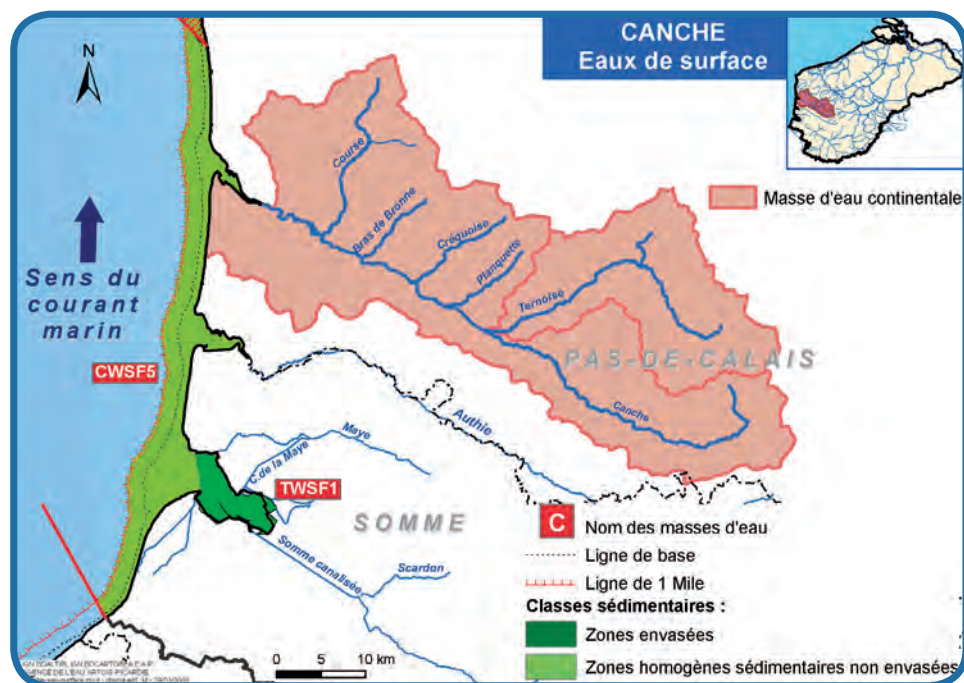 CANCHE
Eaux de surface
N
Masse d'eau continentale
Course
Bras de Bronne
Créquoise
Planquette
Ternoise
Sens du
courant
marin
PAS-DE-CALAIS
CWSF5
Canche
Authie
Maye
C.de la Maye
TWSF1
SOMME
C
Nom des masses d'eau
Somme canalisée
Scardon
Ligne de base
Ligne de 1 Mile
Classes sédimentaires :
Zones envasées
0 5 10 km
Zones homogènes sédimentaires non envasées